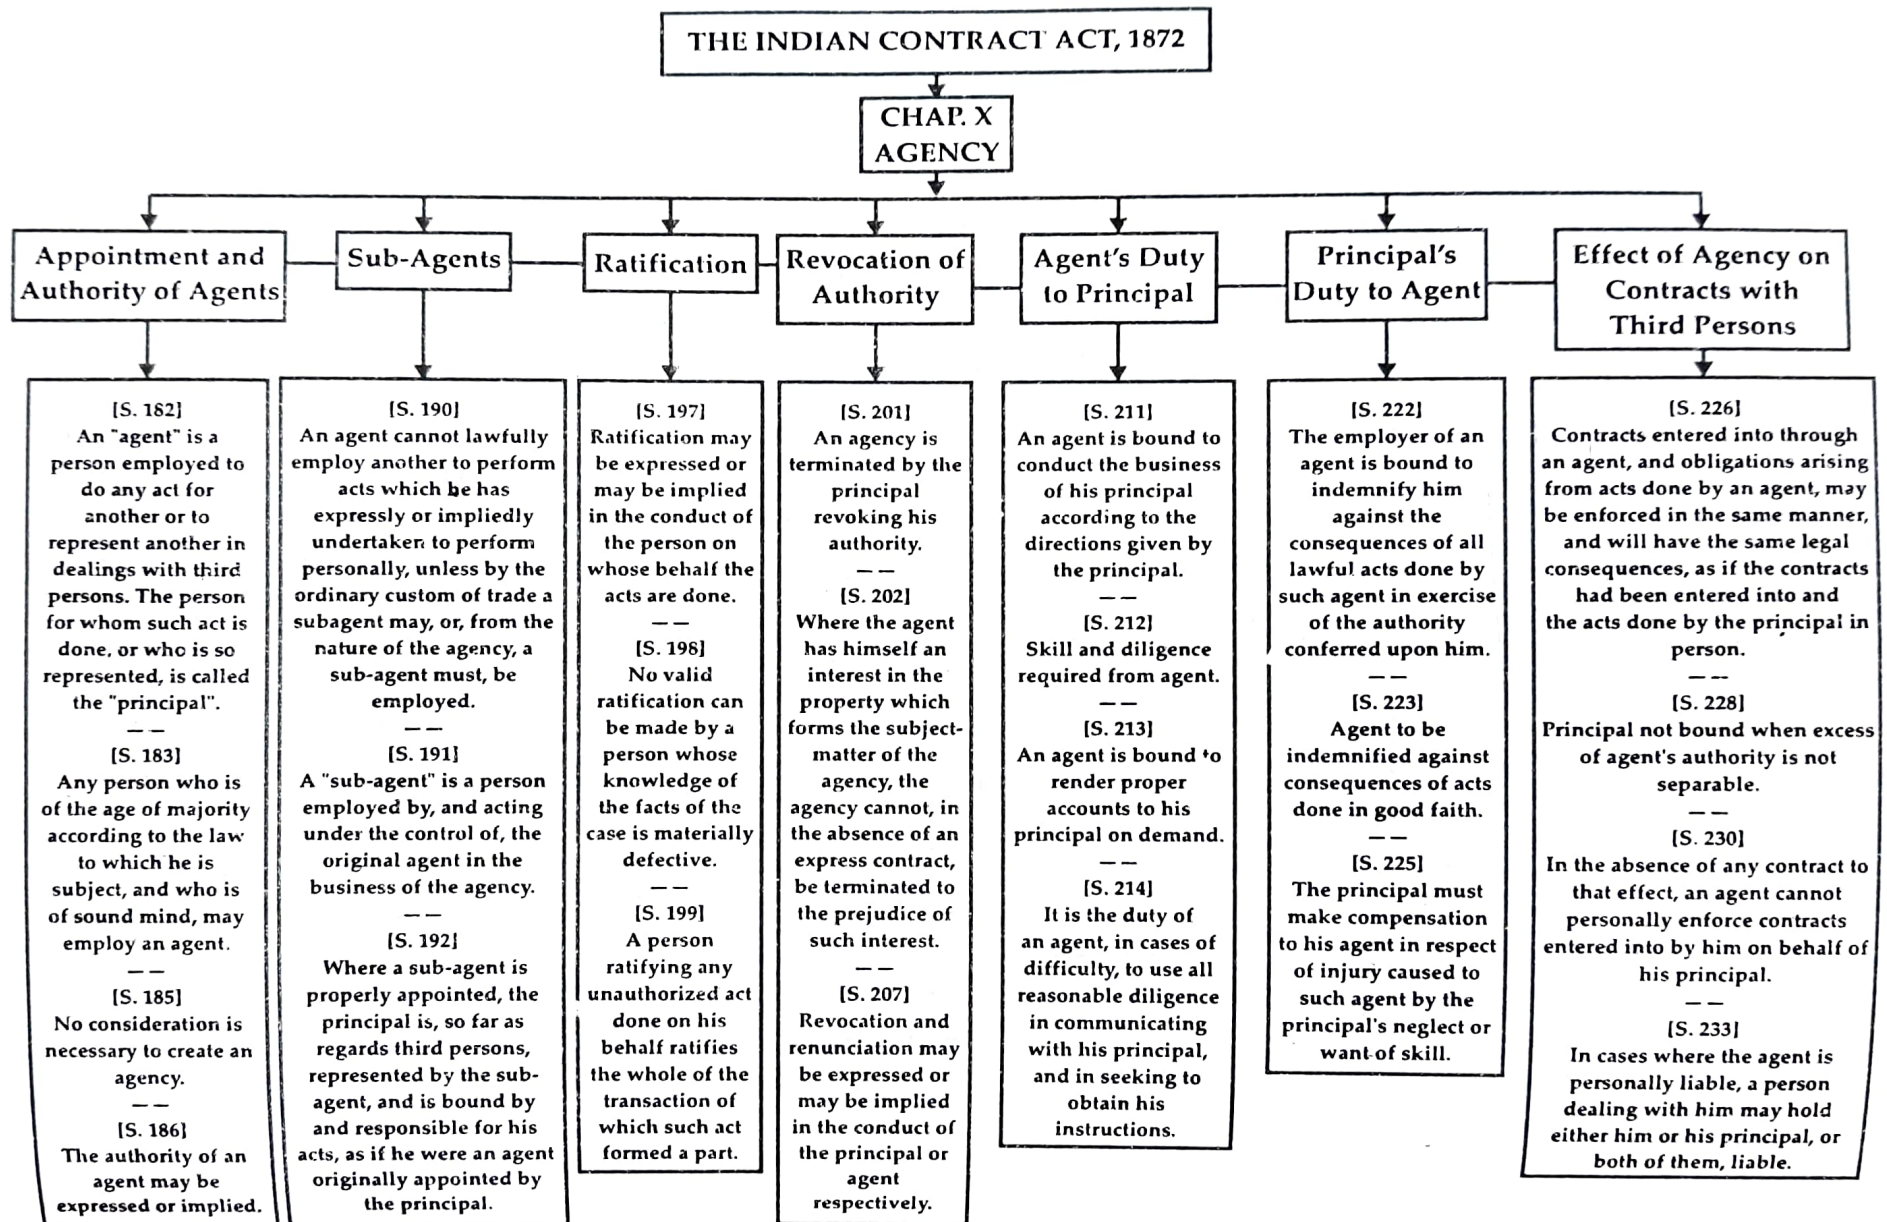 THE INDIAN CONTRACT ACT, 1872
CHAP. X
AGENCY
Appointment and
Authority of Agents
Sub-Agents
Ratification
Revocation of
Authority
Agent's Duty
to Principal
Principal's
Duty to Agent
Effect of Agency on
Contracts with
Third Persons
[S. 182]
An "agent" is a
person employed to
do any act for
another or to
represent another in
dealings with third
persons. The person
for whom such act is
done, or who is so
represented, is called
the "principal".
— —
[S. 183]
Any person who is
of the age of majority
according to the law
to which he is
subject, and who is
of sound mind, may
employ an agent.
— —
[S. 185]
No consideration is
necessary to create an
agency.
— —
[S. 186]
The authority of an
agent may be
expressed or implied.
[S. 190]
An agent cannot lawfully
employ another to perform
acts which he has
expressly or impliedly
undertaken to perform
personally, unless by the
ordinary custom of trade a
subagent may, or, from the
nature of the agency, a
sub-agent must, be
employed.
— —
[S. 191]
A "sub-agent" is a person
employed by, and acting
under the control of, the
original agent in the
business of the agency.
— —
[S. 192]
Where a sub-agent is
properly appointed, the
principal is, so far as
regards third persons,
represented by the sub-
agent, and is bound by
and responsible for his
acts, as if he were an agent
originally appointed by
the principal.
[S. 197]
Ratification may
be expressed or
may be implied
in the conduct of
the person on
whose behalf the
acts are done.
— —
[S. 198]
No valid
ratification can
be made by a
person whose
knowledge of
the facts of the
case is materially
defective.
— —
[S. 199]
A person
ratifying any
unauthorized act
done on his
behalf ratifies
the whole of the
transaction of
which such act
formed a part.
[S. 201]
An agency is
terminated by the
principal
revoking his
authority.
— —
[S. 202]
Where the agent
has himself an
interest in the
property which
forms the subject-
matter of the
agency, the
agency cannot, in
the absence of an
express contract,
be terminated to
the prejudice of
such interest.
— —
[S. 207]
Revocation and
renunciation may
be expressed or
may be implied
in the conduct of
the principal or
agent
respectively.
[S. 211]
An agent is bound to
conduct the business
of his principal
according to the
directions given by
the principal.
— —
[S. 212]
Skill and diligence
required from agent.
— —
[S. 213]
An agent is bound to
render proper
accounts to his
principal on demand.
— —
[S. 214]
It is the duty of
an agent, in cases of
difficulty, to use all
reasonable diligence
in communicating
with his principal,
and in seeking to
obtain his
instructions.
[S. 222]
The employer of an
agent is bound to
indemnify him
against the
consequences of all
lawful acts done by
such agent in exercise
of the authority
conferred upon him.
— —
[S. 223]
Agent to be
indemnified against
consequences of acts
done in good faith.
— —
[S. 225]
The principal must
make compensation
to his agent in respect
of injury caused to
such agent by the
principal's neglect or
want of skill.
[S. 226]
Contracts entered into through
an agent, and obligations arising
from acts done by an agent, may
be enforced in the same manner,
and will have the same legal
consequences, as if the contracts
had been entered into and
the acts done by the principal in
person.
— —
[S. 228]
Principal not bound when excess
of agent's authority is not
separable.
— —
[S. 230]
In the absence of any contract to
that effect, an agent cannot
personally enforce contracts
entered into by him on behalf of
his principal.
— —
[S. 233]
In cases where the agent is
personally liable, a person
dealing with him may hold
either him or his principal, or
both of them, liable.